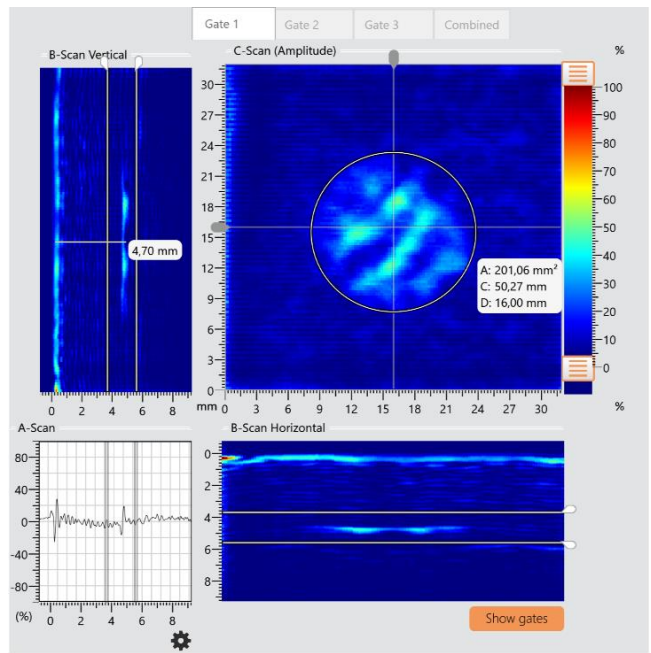 Gate 1 Gate 2 Gate 3 Combined
B-Scan Vertical
0 2 4 6 8
4,70 mm
C-Scan (Amplitude)
30
27
24
21
18
mm
15
12
9
6
3
0
mm 0 3 6 9 12 15 18 21 24 27 30
A: 201,06 mm²
C: 50,27 mm
D: 16,00 mm
%
100
90
80
70
60
50
40
30
20
10
0
%
A-Scan
80
40
0
-40
-80
(%) 0 2 4 6 8
B-Scan Horizontal
0
2
4
6
8
Show gates